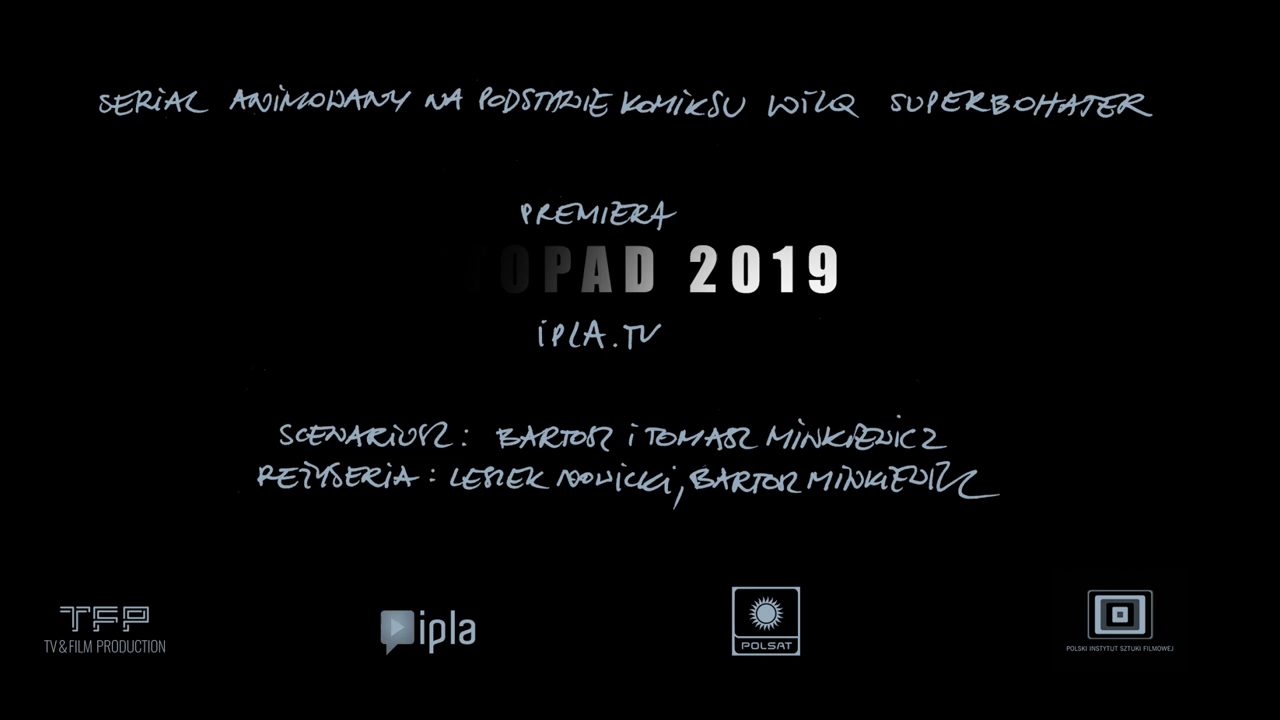 SERIAL ANIMOWANY NA PODSTAWIE KOMIKSU WILQ SUPERBOHATER
PREMIERA
TOPAD 2019
iPLA.TV
SCENARIUSZ: BARTOSZ i TOMASZ MINKIEWICZ
REŻYSERIA: LESZEK NOWICKI, BARTOSZ MINKIEWICZ
TFP
TV & FILM PRODUCTION
ipla
POLSAT
POLSKI INSTYTUT SZTUKI FILMOWEJ